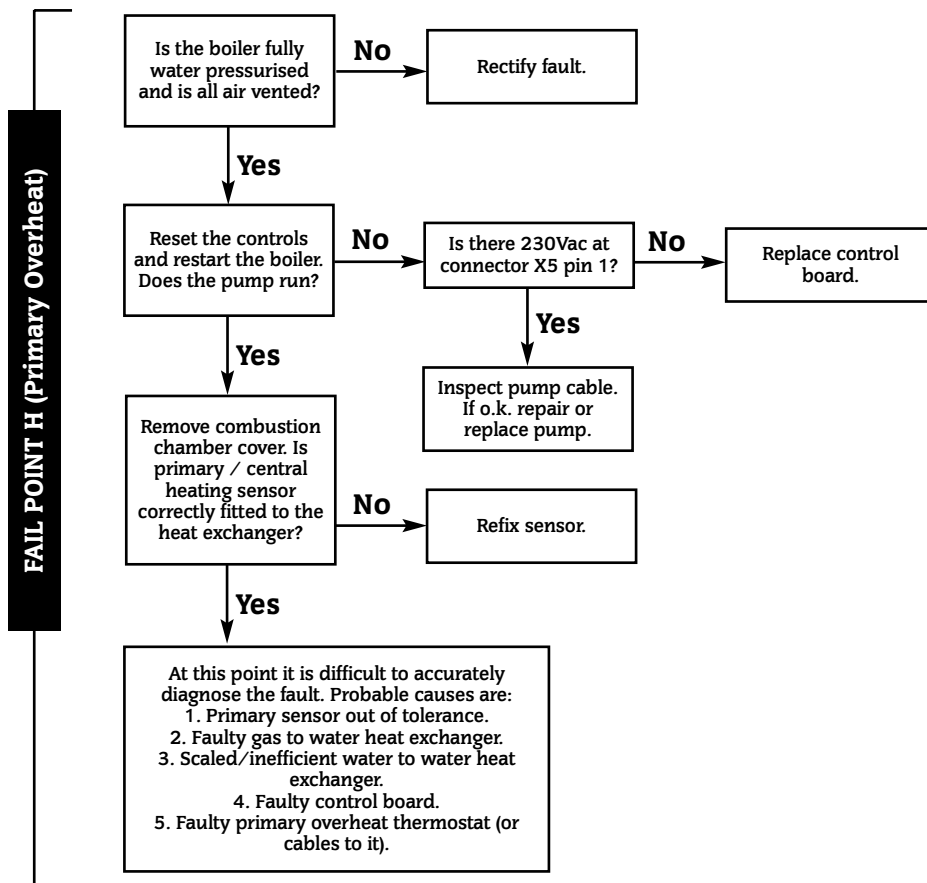 FAIL POINT H (Primary Overheat)
Is the boiler fully
water pressurised
and is all air vented?
No
Rectify fault.
Yes
Reset the controls
and restart the boiler.
Does the pump run?
No
Is there 230Vac at
connector X5 pin 1?
No
Replace control
board.
Yes
Inspect pump cable.
If o.k. repair or
replace pump.
Yes
Remove combustion
chamber cover. Is
primary / central
heating sensor
correctly fitted to the
heat exchanger?
No
Refix sensor.
Yes
At this point it is difficult to accurately
diagnose the fault. Probable causes are:
1. Primary sensor out of tolerance.
2. Faulty gas to water heat exchanger.
3. Scaled/inefficient water to water heat
exchanger.
4. Faulty control board.
5. Faulty primary overheat thermostat (or
cables to it).